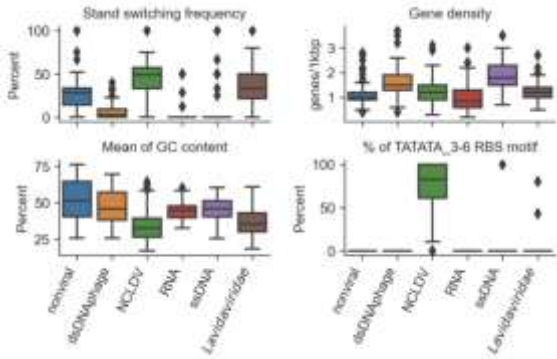 Stand switching frequency
Percent
100
50
0
Gene density
genes/1kbp
3
2
1
Mean of GC content
Percent
75
50
25
% of TATATA_3-6 RBS motif
Percent
100
50
0
nonviral
dsDNAphage
NCLDV
RNA
ssDNA
Lavidaviridae
nonviral
dsDNAphage
NCLDV
RNA
ssDNA
Lavidaviridae